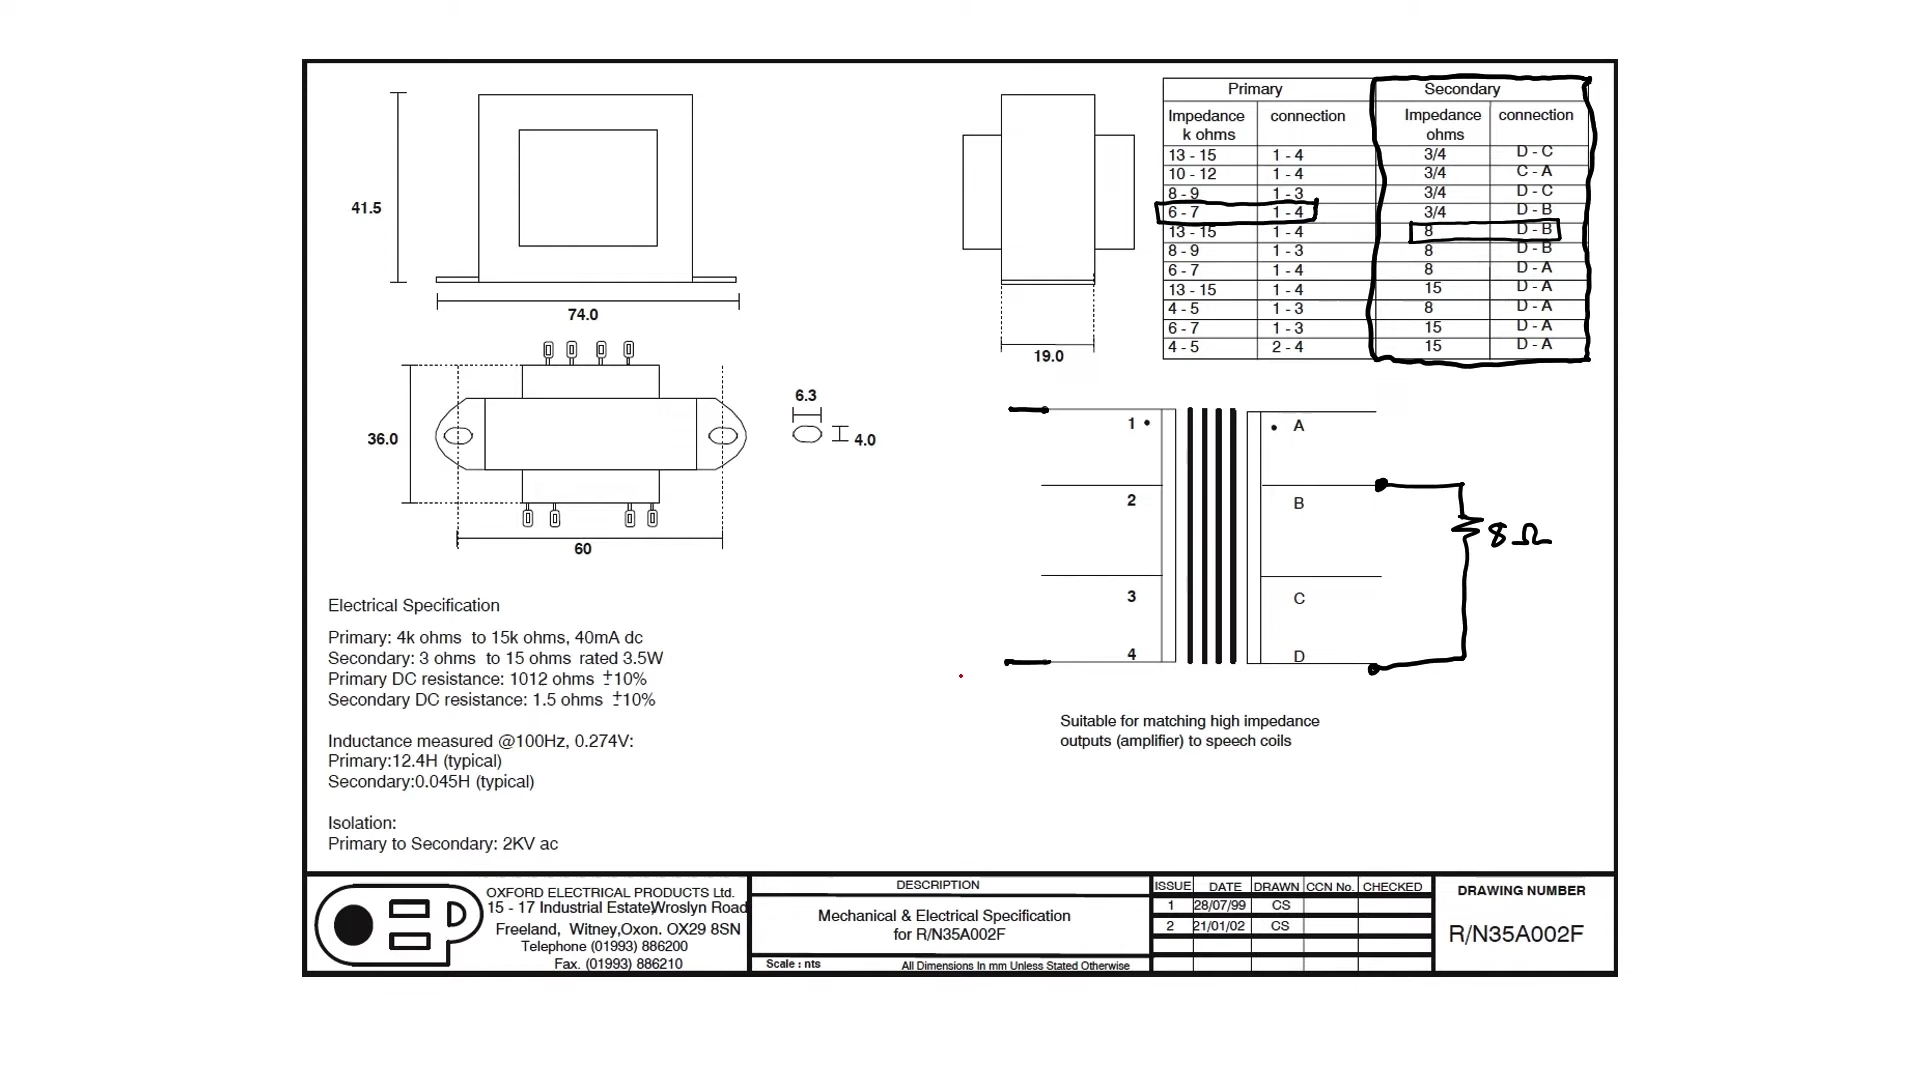 41.5
74.0
19.0
Primary Secondary
Impedance k ohms connection Impedance ohms connection
13 - 15 1 - 4 3/4 D - C
10 - 12 1 - 4 3/4 C - A
8 - 9 1 - 3 3/4 D - C
6 - 7 1 - 4 3/4 D - B
13 - 15 1 - 4 8 D - B
8 - 9 1 - 3 8 D - B
6 - 7 1 - 4 8 D - A
13 - 15 1 - 4 15 D - A
4 - 5 1 - 3 8 D - A
6 - 7 1 - 3 15 D - A
4 - 5 2 - 4 15 D - A
36.0
60
6.3
4.0
1 A
2 B
3 C
4 D
8 Ω
Electrical Specification
Primary: 4k ohms to 15k ohms, 40mA dc
Secondary: 3 ohms to 15 ohms rated 3.5W
Primary DC resistance: 1012 ohms ±10%
Secondary DC resistance: 1.5 ohms ±10%
Inductance measured @100Hz, 0.274V:
Primary:12.4H (typical)
Secondary:0.045H (typical)
Isolation:
Primary to Secondary: 2KV ac
Suitable for matching high impedance
outputs (amplifier) to speech coils
OXFORD ELECTRICAL PRODUCTS Ltd.
15 - 17 Industrial Estate,Wroslyn Road
Freeland, Witney,Oxon. OX29 8SN
Telephone (01993) 886200
Fax. (01993) 886210
DESCRIPTION
Mechanical & Electrical Specification
for R/N35A002F
Scale : nts All Dimensions In mm Unless Stated Otherwise
ISSUE DATE DRAWN CCN No. CHECKED
1 28/07/99 CS
2 21/01/02 CS
DRAWING NUMBER
R/N35A002F